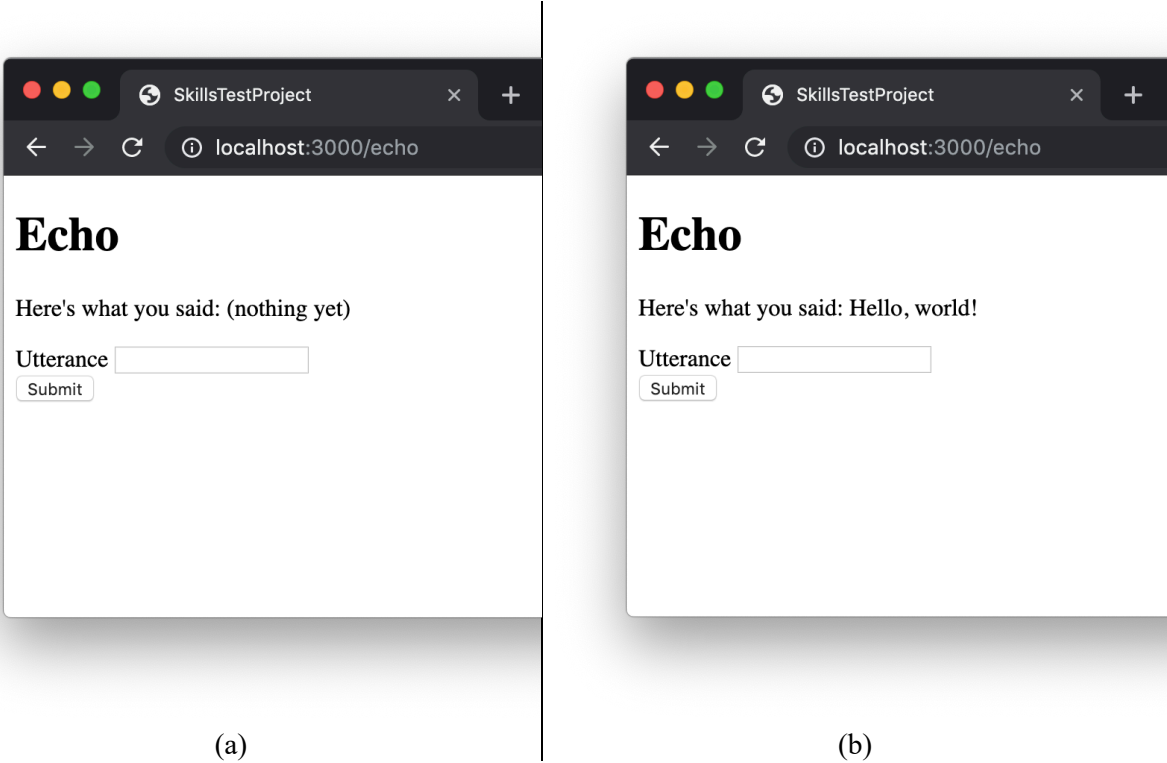 SkillsTestProject
localhost:3000/echo
Echo
Here's what you said: (nothing yet)
Utterance
Submit
(a)
SkillsTestProject
localhost:3000/echo
Echo
Here's what you said: Hello, world!
Utterance
Submit
(b)